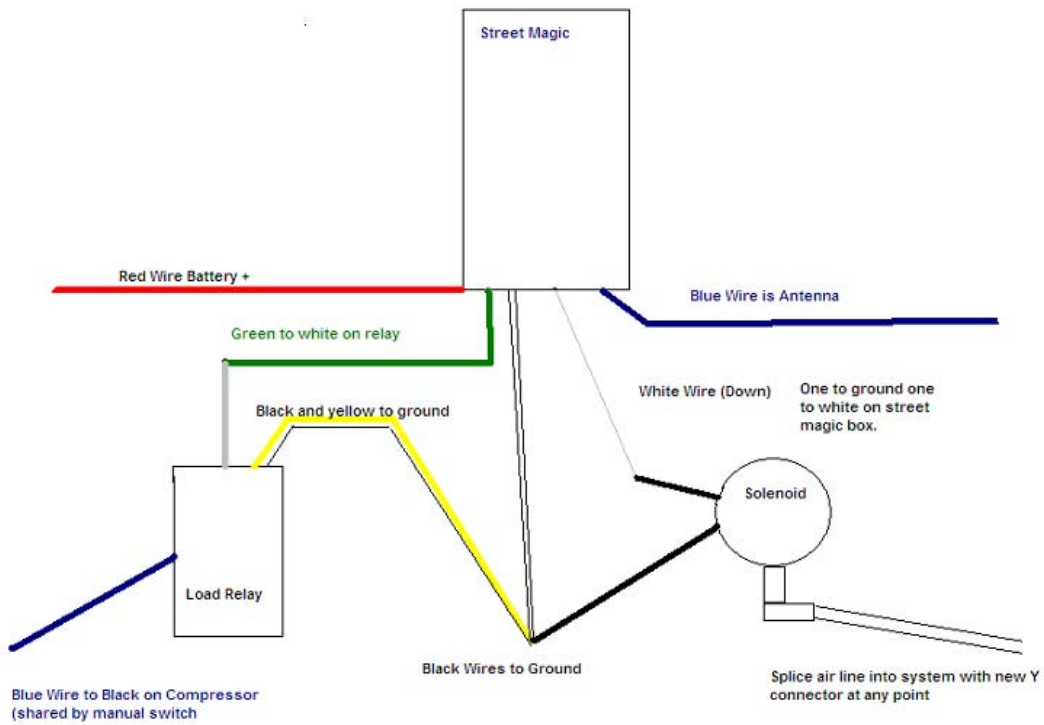 Street Magic
Red Wire Battery +
Blue Wire is Antenna
Green to white on relay
White Wire (Down)
One to ground one
to white on street
magic box.
Black and yellow to ground
Solenoid
Load Relay
Black Wires to Ground
Splice air line into system with new Y
connector at any point
Blue Wire to Black on Compressor
(shared by manual switch